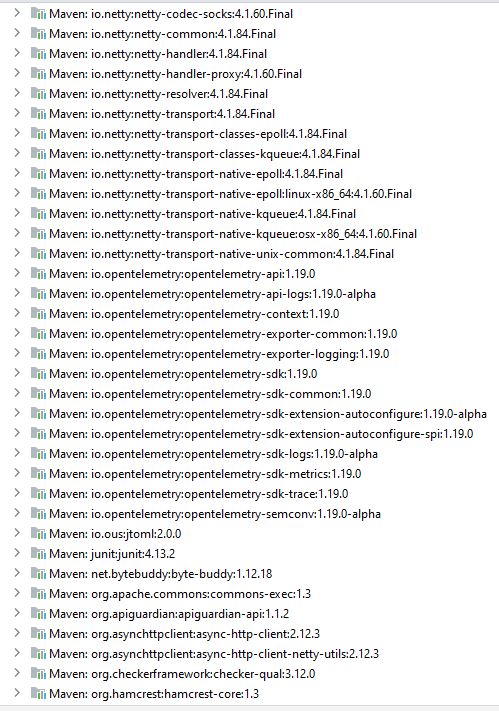 Maven: io.netty:netty-codec-socks:4.1.60.Final
Maven: io.netty:netty-common:4.1.84.Final
Maven: io.netty:netty-handler:4.1.84.Final
Maven: io.netty:netty-handler-proxy:4.1.60.Final
Maven: io.netty:netty-resolver:4.1.84.Final
Maven: io.netty:netty-transport:4.1.84.Final
Maven: io.netty:netty-transport-classes-epoll:4.1.84.Final
Maven: io.netty:netty-transport-classes-kqueue:4.1.84.Final
Maven: io.netty:netty-transport-native-epoll:4.1.84.Final
Maven: io.netty:netty-transport-native-epoll:linux-x86_64:4.1.60.Final
Maven: io.netty:netty-transport-native-kqueue:4.1.84.Final
Maven: io.netty:netty-transport-native-kqueue:osx-x86_64:4.1.60.Final
Maven: io.netty:netty-transport-native-unix-common:4.1.84.Final
Maven: io.opentelemetry:opentelemetry-api:1.19.0
Maven: io.opentelemetry:opentelemetry-api-logs:1.19.0-alpha
Maven: io.opentelemetry:opentelemetry-context:1.19.0
Maven: io.opentelemetry:opentelemetry-exporter-common:1.19.0
Maven: io.opentelemetry:opentelemetry-exporter-logging:1.19.0
Maven: io.opentelemetry:opentelemetry-sdk:1.19.0
Maven: io.opentelemetry:opentelemetry-sdk-common:1.19.0
Maven: io.opentelemetry:opentelemetry-sdk-extension-autoconfigure:1.19.0-alpha
Maven: io.opentelemetry:opentelemetry-sdk-extension-autoconfigure-spi:1.19.0
Maven: io.opentelemetry:opentelemetry-sdk-logs:1.19.0-alpha
Maven: io.opentelemetry:opentelemetry-sdk-metrics:1.19.0
Maven: io.opentelemetry:opentelemetry-sdk-trace:1.19.0
Maven: io.opentelemetry:opentelemetry-semconv:1.19.0-alpha
Maven: io.ous:jtoml:2.0.0
Maven: junit:junit:4.13.2
Maven: net.bytebuddy:byte-buddy:1.12.18
Maven: org.apache.commons:commons-exec:1.3
Maven: org.apiguardian:apiguardian-api:1.1.2
Maven: org.asynchttpclient:async-http-client:2.12.3
Maven: org.asynchttpclient:async-http-client-netty-utils:2.12.3
Maven: org.checkerframework:checker-qual:3.12.0
Maven: org.hamcrest:hamcrest-core:1.3